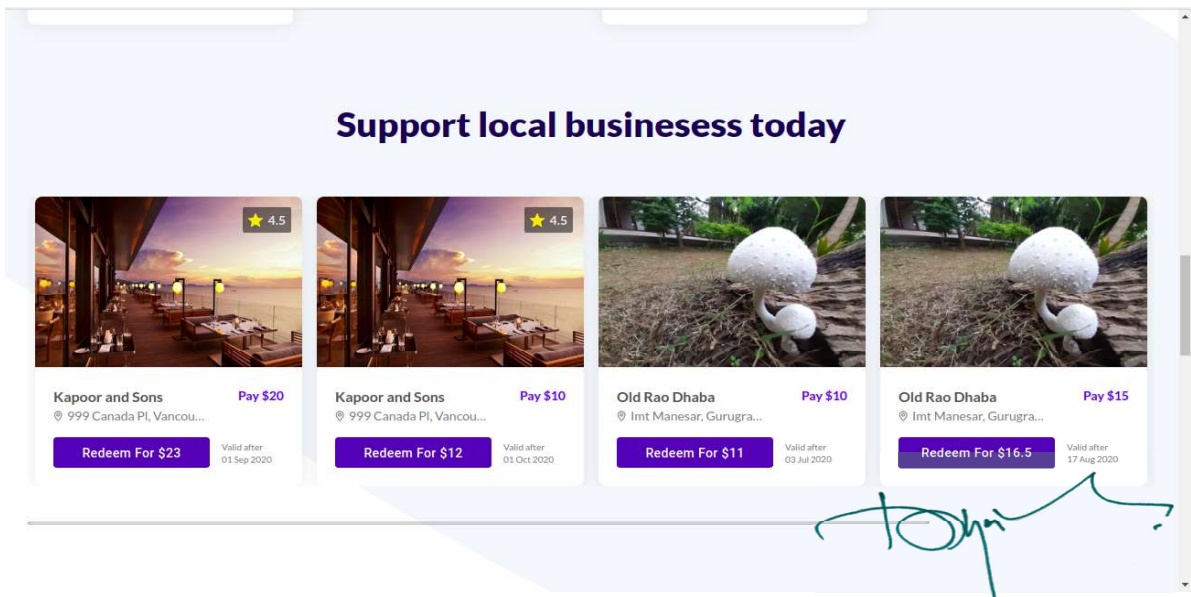 Support local businesess today
4.5
4.5
Kapoor and Sons Pay $20
999 Canada Pl, Vancou...
Redeem For $23 Valid after
01 Sep 2020
Kapoor and Sons Pay $10
999 Canada Pl, Vancou...
Redeem For $12 Valid after
01 Oct 2020
Old Rao Dhaba Pay $10
Imt Manesar, Gurugra...
Redeem For $11 Valid after
03 Jul 2020
Old Rao Dhaba Pay $15
Imt Manesar, Gurugra...
Redeem For $16.5 Valid after
17 Aug 2020